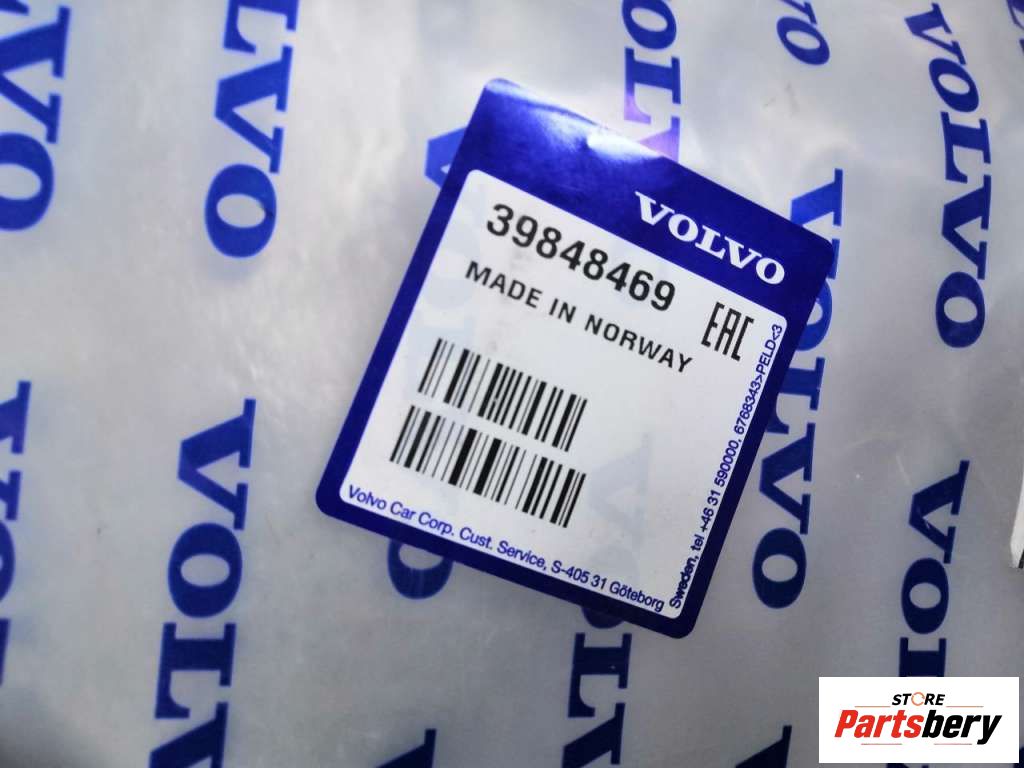 VOLVO
39848469
MADE IN NORWAY
EAC
Volvo Car Corp. Cust. Service, S-405 31 Göteborg
Sweden, tel +46 31 590000, 6768343>PELD<3
VOLVO
VOLVO
VOLVO
VOLVO
VOLVO
VOLVO
STORE
Partsbery